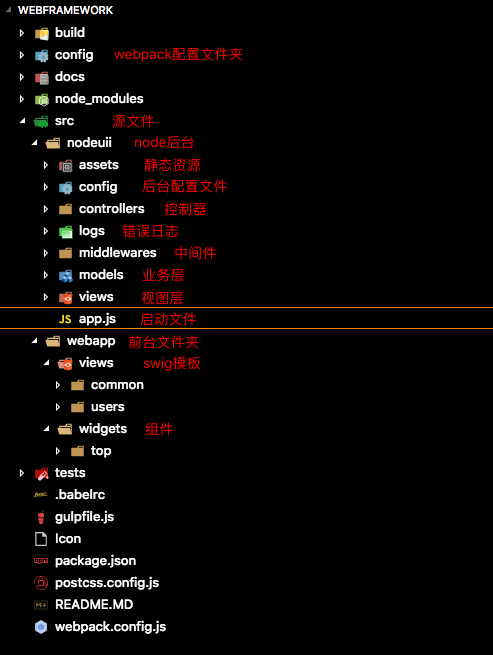 WEBFRAMEWORK
build
config webpack配置文件夹
docs
node_modules
src 源文件
nodeuii node后台
assets 静态资源
config 后台配置文件
controllers 控制器
logs 错误日志
middlewares 中间件
models 业务层
views 视图层
JS app.js 启动文件
webapp 前台文件夹
views swig模板
common
users
widgets 组件
top
tests
.babelrc
gulpfile.js
Icon
package.json
postcss.config.js
README.MD
webpack.config.js